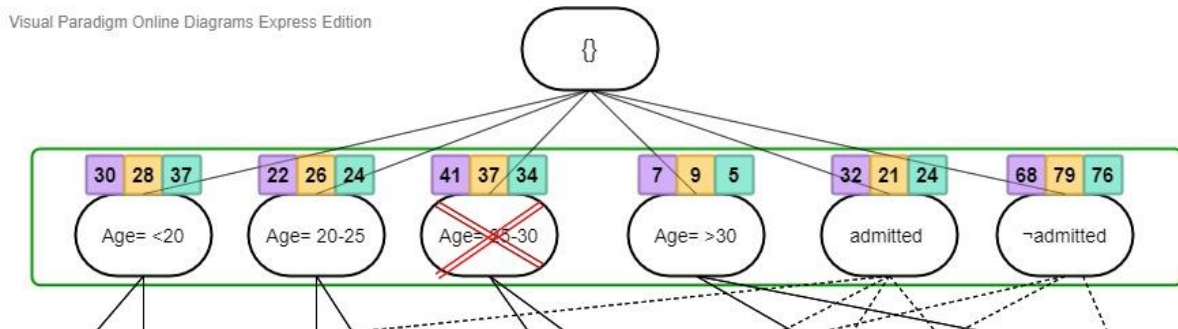 Visual Paradigm Online Diagrams Express Edition
{}
30 28 37 22 26 24 41 37 34 7 9 5 32 21 24 68 79 76
Age= <20 Age= 20-25 Age= 25-30 Age= >30 admitted ¬admitted